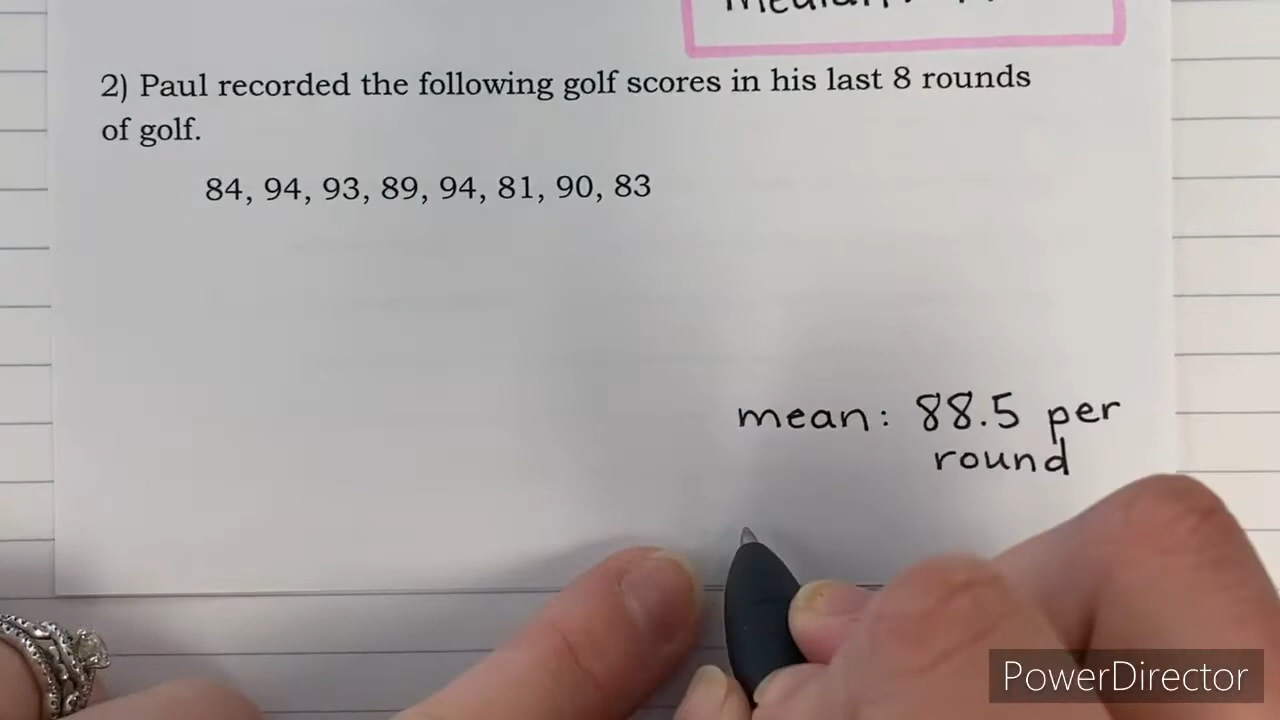 2) Paul recorded the following golf scores in his last 8 rounds
of golf.
84, 94, 93, 89, 94, 81, 90, 83
mean: 88.5 per
round
PowerDirector